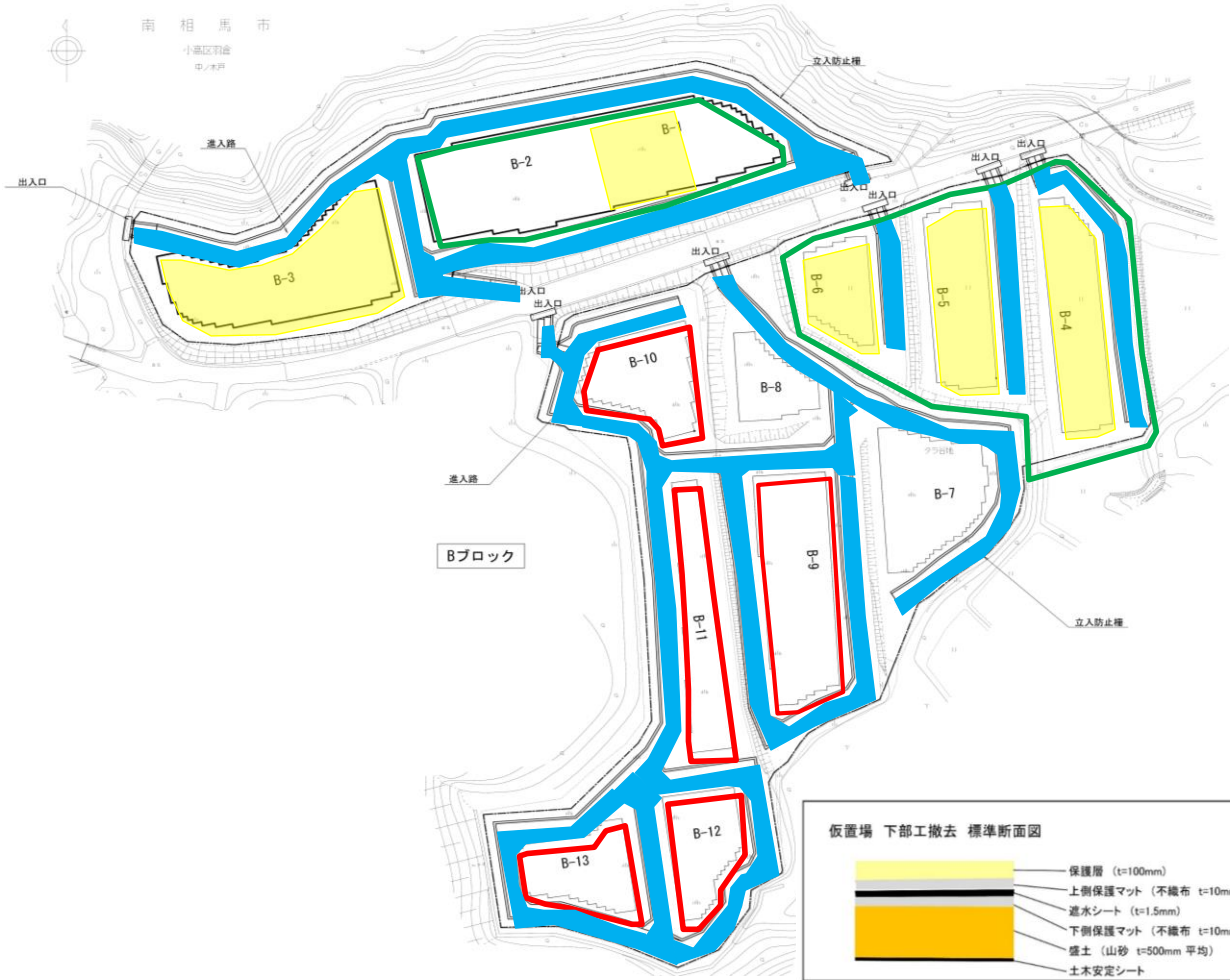 南相馬市
小高区羽倉
中ノ木戸
立入防止柵
進入路
出入口
B-1
B-2
B-3
出入口
出入口
出入口
出入口
出入口
出入口
出入口
B-6
B-5
B-4
B-10
B-8
B-7
進入路
Bブロック
B-9
B-11
立入防止柵
B-12
B-13
仮置場 下部工撤去 標準断面図
保護層 (t=100mm)
上側保護マット (不織布 t=10mm
遮水シート (t=1.5mm)
下側保護マット (不織布 t=10mm
盛土 (山砂 t=500mm 平均)
土木安定シート